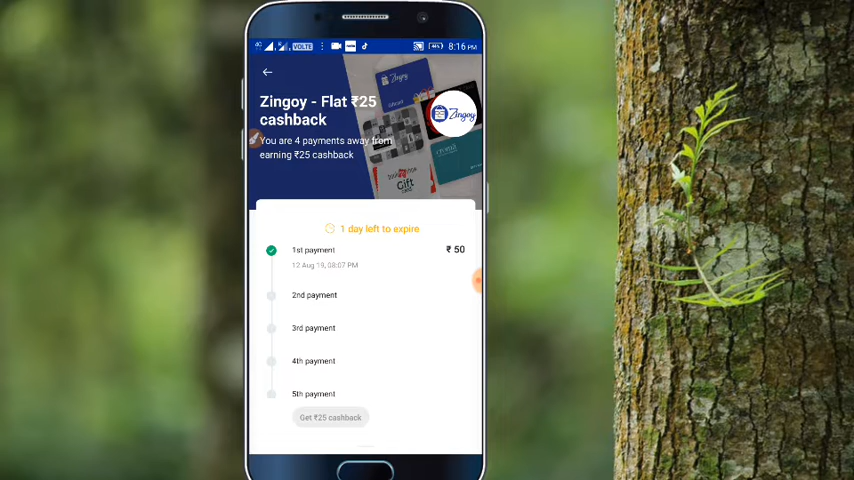 VOLTE
8:16 PM
Zingoy - Flat ₹25
cashback
Zingoy
Zingoy
You are 4 payments away from
earning ₹25 cashback
Gift
1 day left to expire
1st payment ₹ 50
12 Aug 19, 08:07 PM
2nd payment
3rd payment
4th payment
5th payment
Get ₹25 cashback